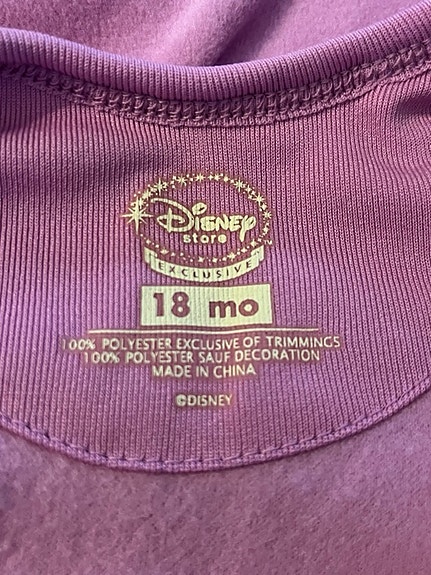 Disney
store
EXCLUSIVE
18 mo
100% POLYESTER EXCLUSIVE OF TRIMMINGS
100% POLYESTER SAUF DECORATION
MADE IN CHINA
©DISNEY